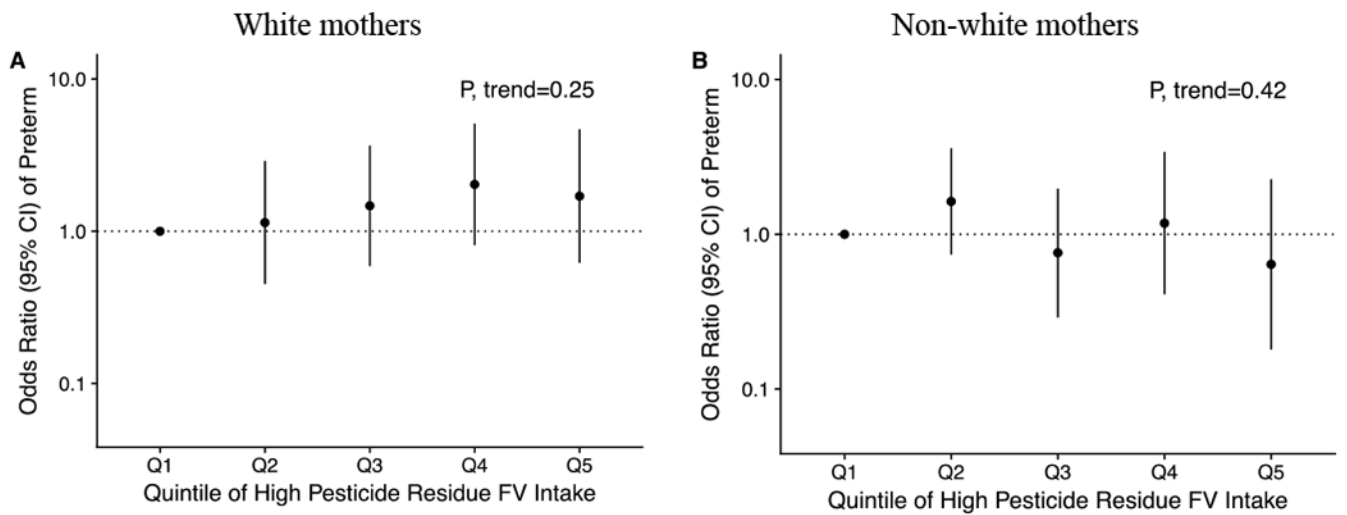 White mothers
A
P, trend=0.25
Odds Ratio (95% CI) of Preterm
10.0
1.0
0.1
Q1 Q2 Q3 Q4 Q5
Quintile of High Pesticide Residue FV Intake
Non-white mothers
B
P, trend=0.42
Odds Ratio (95% CI) of Preterm
10.0
1.0
0.1
Q1 Q2 Q3 Q4 Q5
Quintile of High Pesticide Residue FV Intake